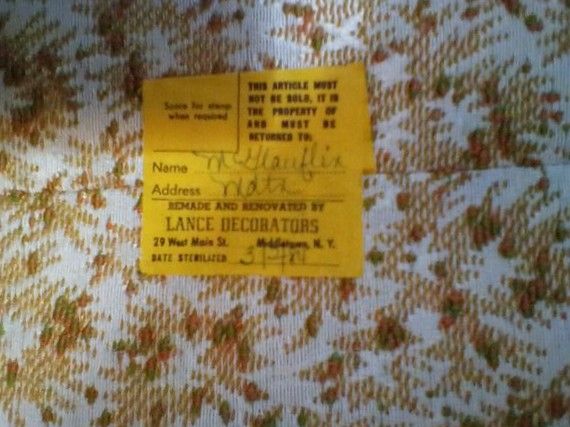 Space for stamp
when required
THIS ARTICLE MUST
NOT BE SOLD, IT IS
THE PROPERTY OF
AND MUST BE
RETURNED TO:
Name
Address
REMADE AND RENOVATED BY
LANCE DECORATORS
29 West Main St. Middletown, N. Y.
DATE STERILIZED